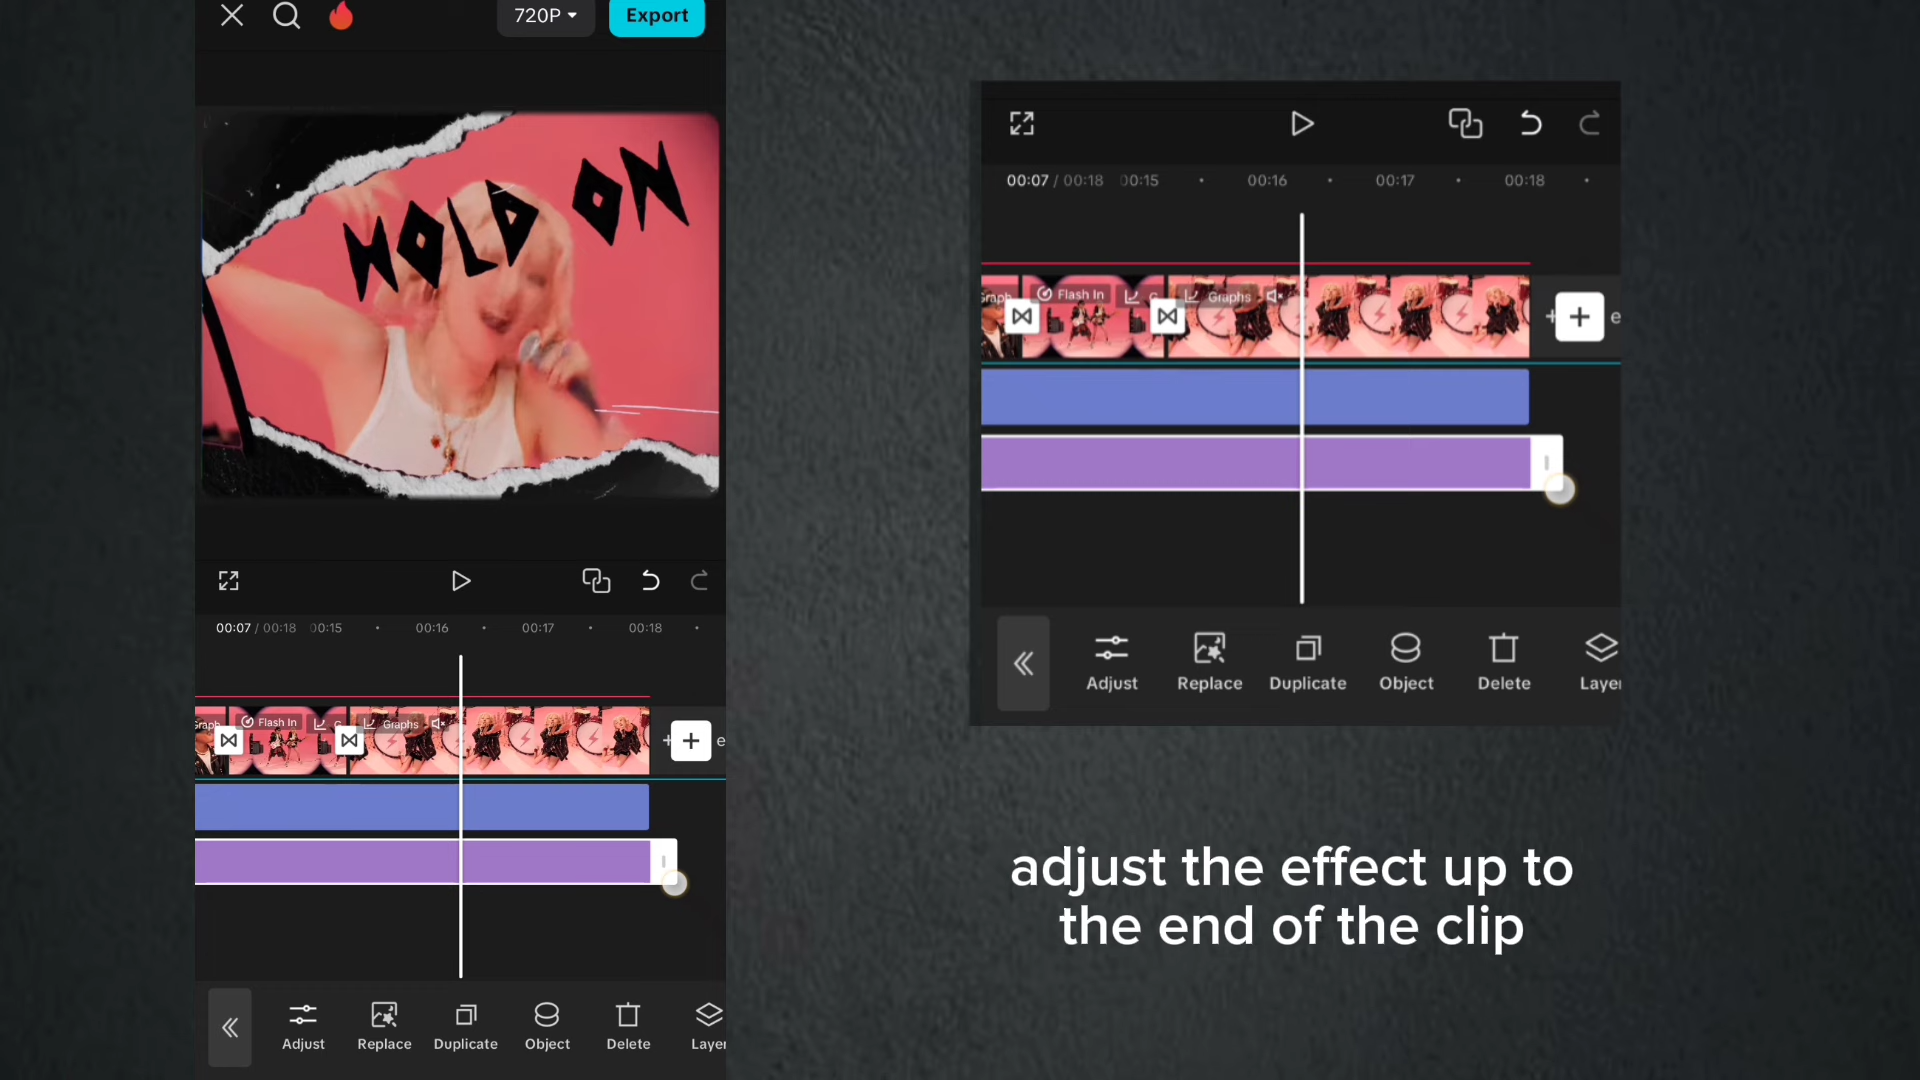 720P
Export
HOLD ON
00:07 / 00:18 00:15 00:16 00:17 00:18
Graph Flash In G Graphs
e
Adjust Replace Duplicate Object Delete Layer
00:07 / 00:18 00:15 00:16 00:17 00:18
Graph Flash In G Graphs
e
Adjust Replace Duplicate Object Delete Layer
adjust the effect up to
the end of the clip